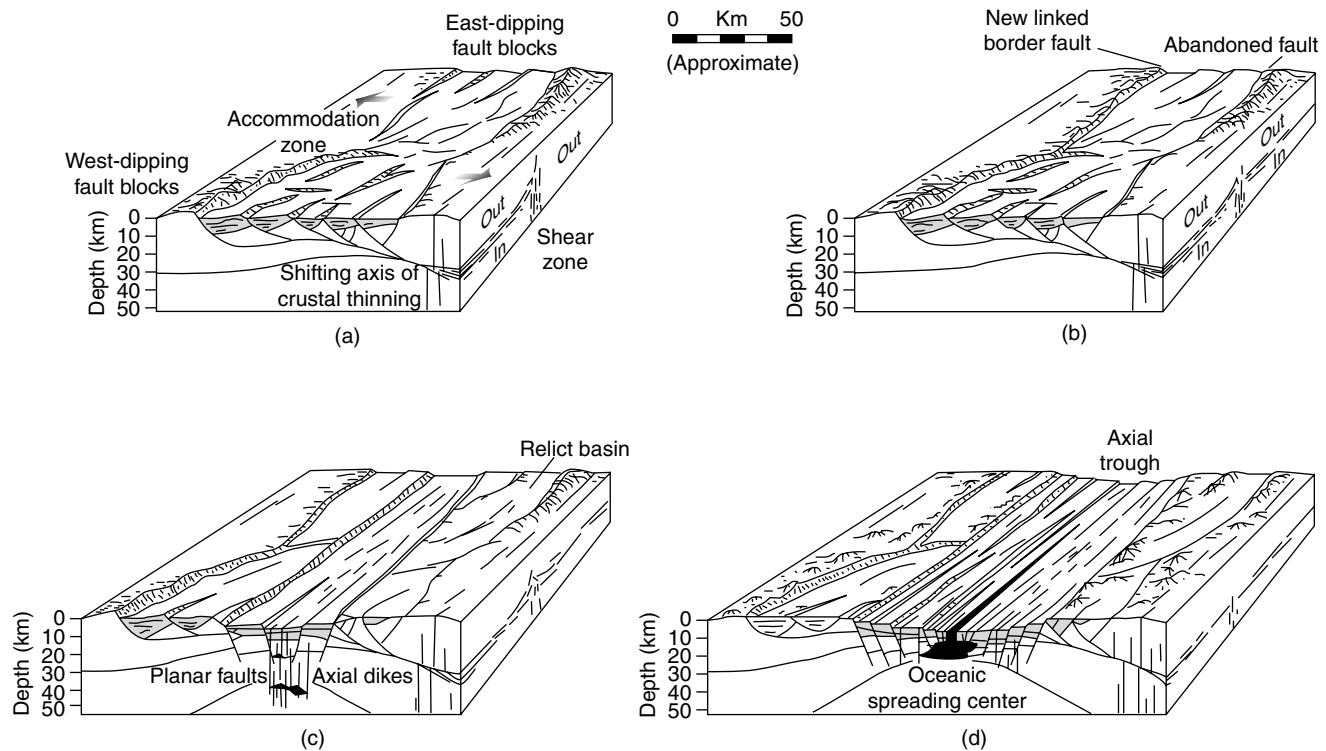 East-dipping
fault blocks
Accommodation
zone
West-dipping
fault blocks
Out
Out
In
Shear
zone
Shifting axis of
crustal thinning
Depth (km)
0
10
20
30
40
50
(a)
0 Km 50
(Approximate)
New linked
border fault
Abandoned fault
Out
In
Out
In
Depth (km)
0
10
20
30
40
50
(b)
Relict basin
Planar faults
Axial dikes
Depth (km)
0
10
20
30
40
50
(c)
Axial
trough
Oceanic
spreading center
Depth (km)
0
10
20
30
40
50
(d)